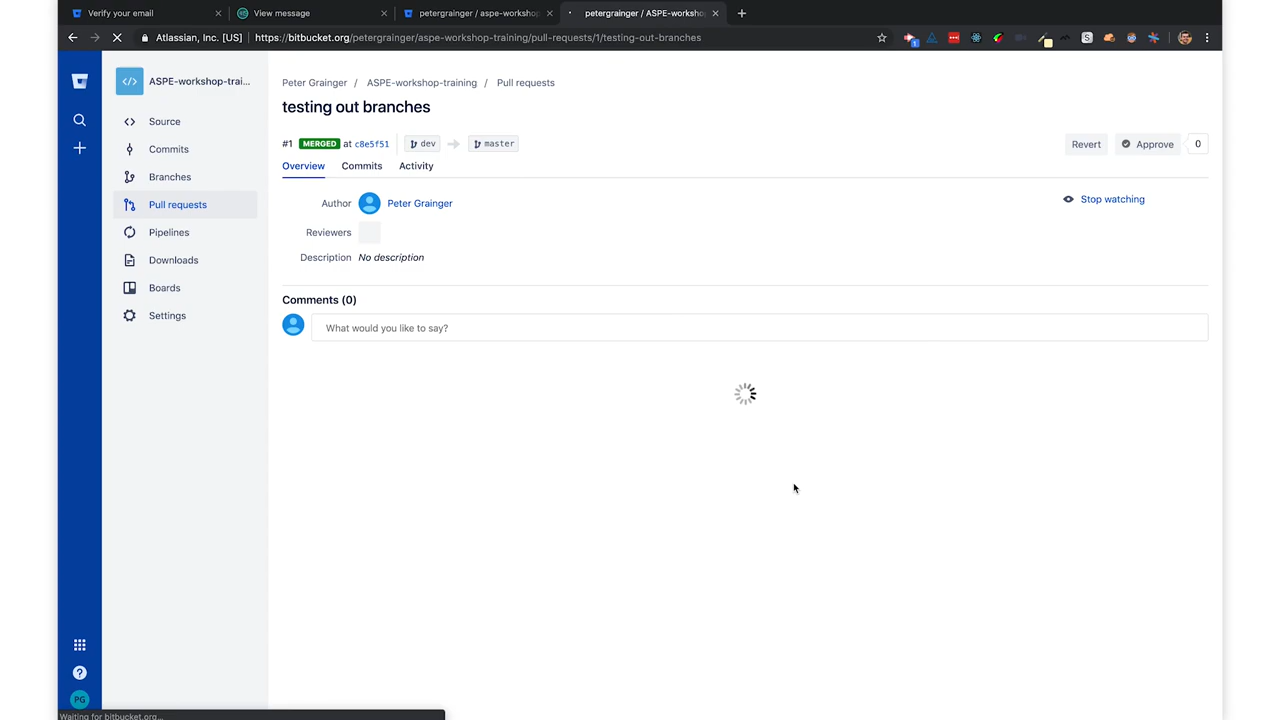 Verify your email
View message
petergrainger / aspe-workshop
petergrainger / ASPE-workshop
Atlassian, Inc. [US] | https://bitbucket.org/petergrainger/aspe-workshop-training/pull-requests/1/testing-out-branches
ASPE-workshop-trai...
Source
Commits
Branches
Pull requests
Pipelines
Downloads
Boards
Settings
PG
Peter Grainger / ASPE-workshop-training / Pull requests
testing out branches
#1 MERGED at c8e5f51 dev master
Revert Approve 0
Overview Commits Activity
Author Peter Grainger
Stop watching
Reviewers
Description No description
Comments (0)
What would you like to say?
Waiting for bitbucket.org...